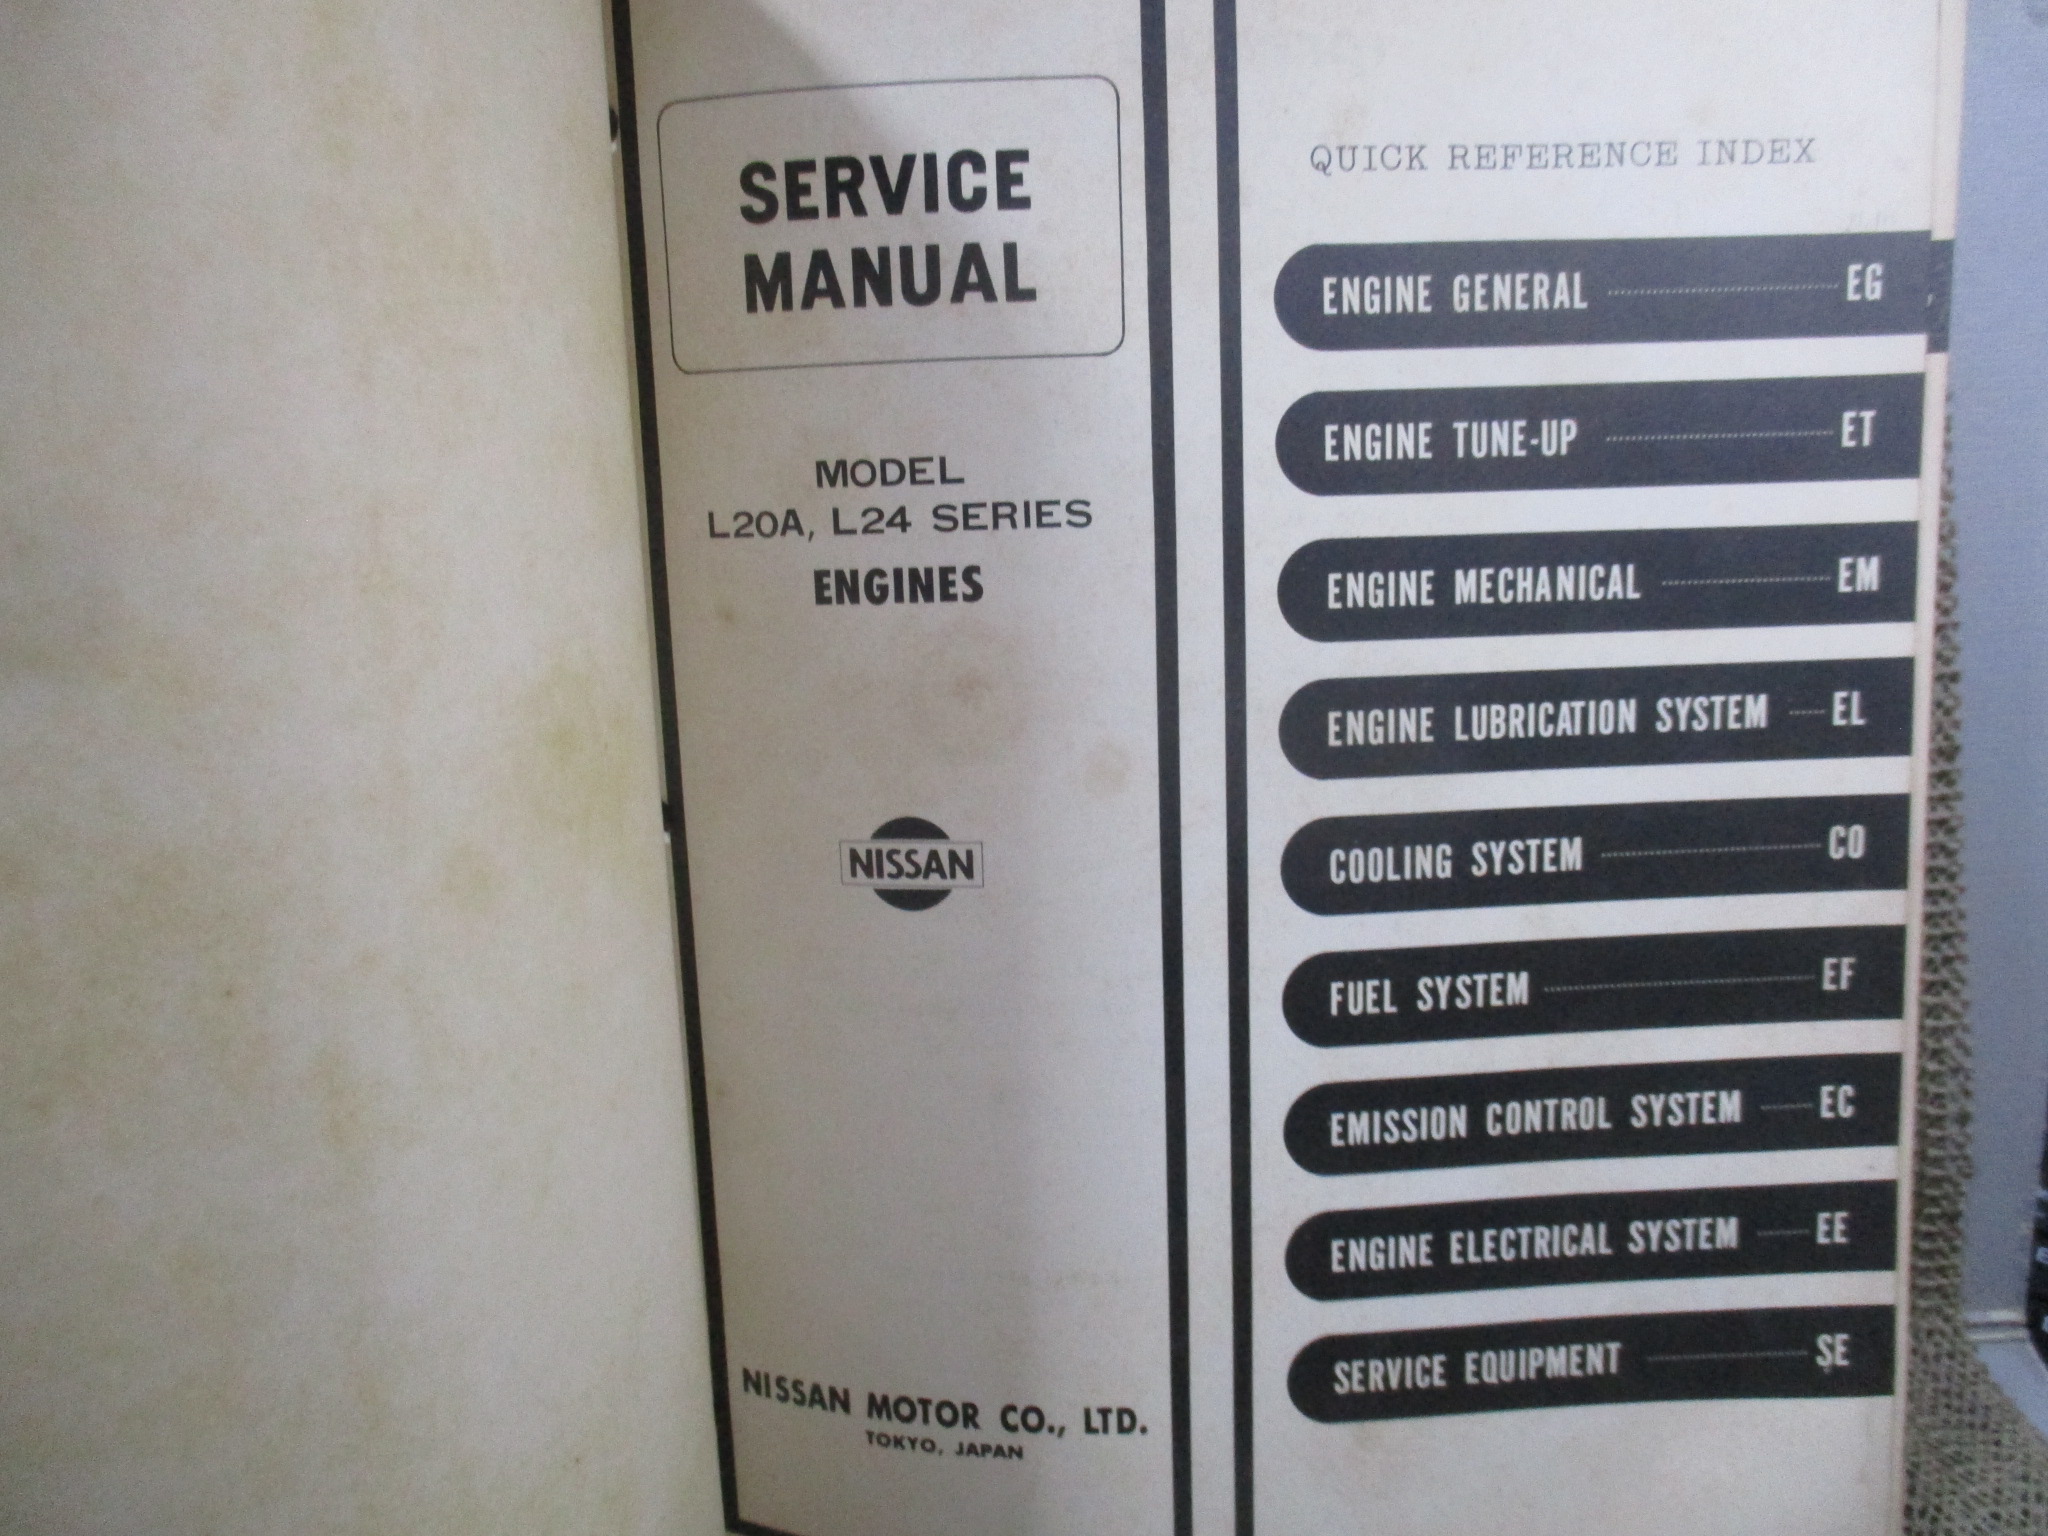 SERVICE
MANUAL
MODEL
L20A, L24 SERIES
ENGINES
NISSAN
NISSAN MOTOR CO., LTD.
TOKYO, JAPAN
QUICK REFERENCE INDEX
ENGINE GENERAL EG
ENGINE TUNE-UP ET
ENGINE MECHANICAL EM
ENGINE LUBRICATION SYSTEM EL
COOLING SYSTEM CO
FUEL SYSTEM EF
EMISSION CONTROL SYSTEM EC
ENGINE ELECTRICAL SYSTEM EE
SERVICE EQUIPMENT SE